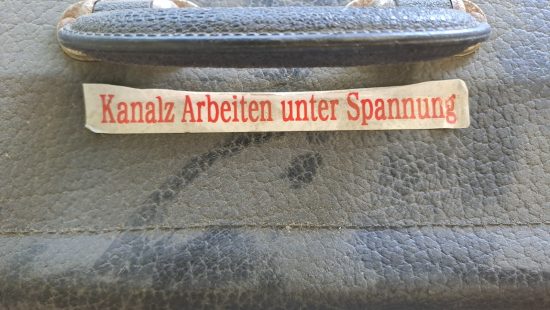 Kanalz Arbeiten unter Spannung